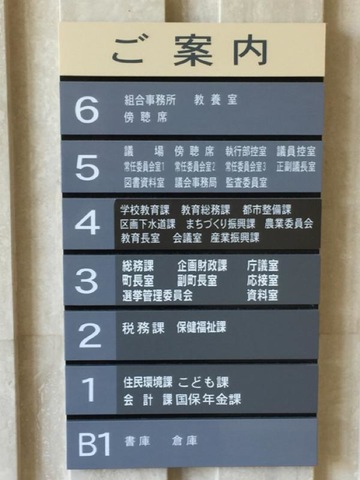 ご案内
6
組合事務所 教養室
傍聴席
5
議場 傍聴席 執行部控室 議員控室
常任委員会室1 常任委員会室2 常任委員会室3 正副議長室
図書資料室 議会事務局 監査委員室
4
学校教育課 教育総務課 都市整備課
区画下水道課 まちづくり振興課 農業委員会
教育長室 会議室 産業振興課
3
総務課 企画財政課 庁議室
町長室 副町長室 応接室
選挙管理委員会 資料室
2
税務課 保健福祉課
1
住民環境課 こども課
会計課 国保年金課
B1
書庫 倉庫